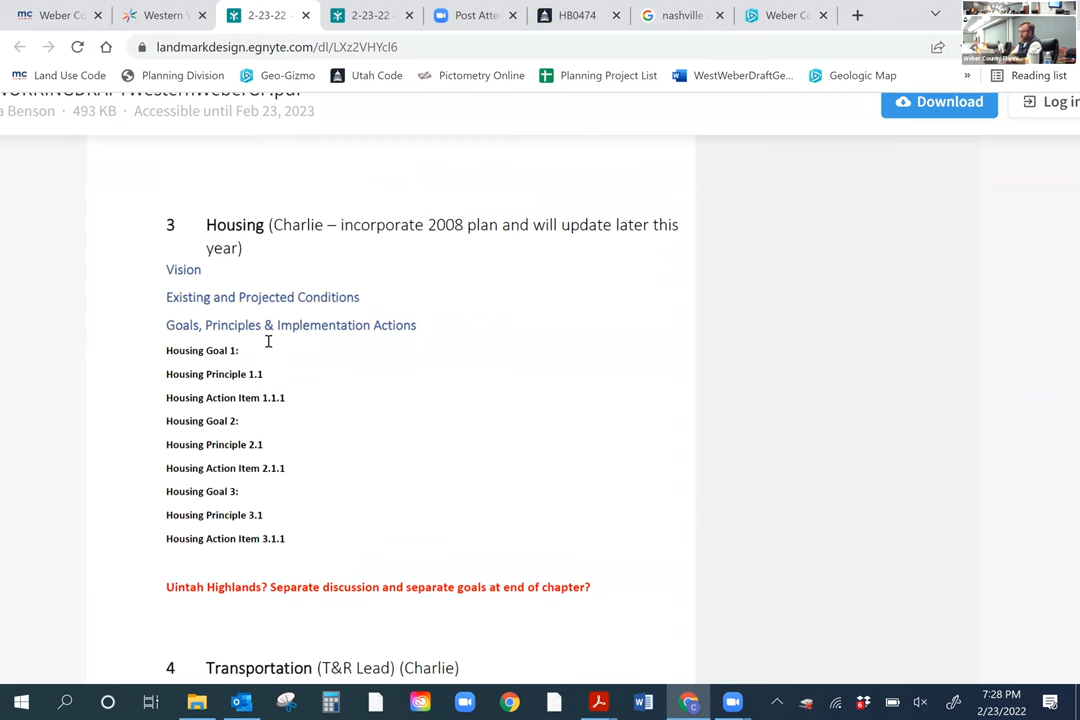 Weber Co
Western V
2-23-22 -
2-23-22 -
Post Atte
HB0474
nashville
Weber Co
landmarkdesign.egnyte.com/dl/LXz2VHYcl6
mc Land Use Code
Planning Division
Geo-Gizmo
Utah Code
Pictometry Online
Planning Project List
WestWeberDraftGe...
Geologic Map
»
Reading list
a Benson · 493 KB · Accessible until Feb 23, 2023
Download
Log in
3 Housing (Charlie – incorporate 2008 plan and will update later this
year)
Vision
Existing and Projected Conditions
Goals, Principles & Implementation Actions
Housing Goal 1:
Housing Principle 1.1
Housing Action Item 1.1.1
Housing Goal 2:
Housing Principle 2.1
Housing Action Item 2.1.1
Housing Goal 3:
Housing Principle 3.1
Housing Action Item 3.1.1
Uintah Highlands? Separate discussion and separate goals at end of chapter?
4 Transportation (T&R Lead) (Charlie)
7:28 PM
2/23/2022